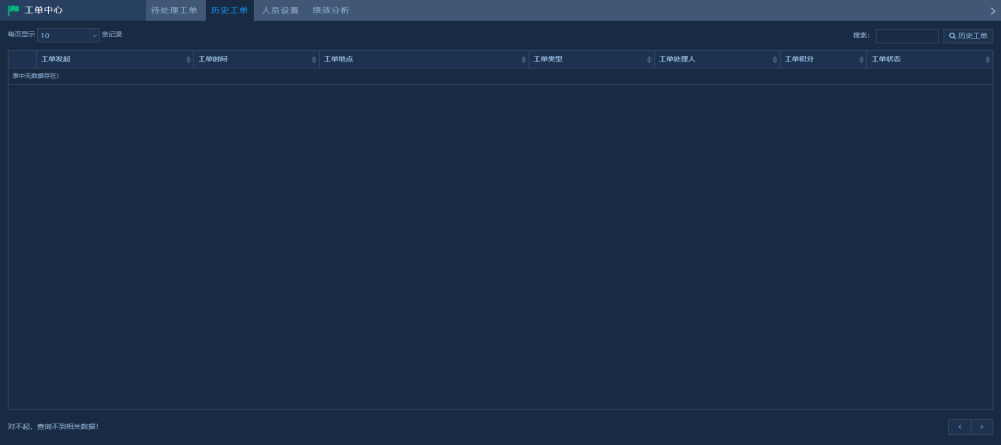 工单中心 待处理工单 历史工单 人员设置 绩效分析
每页显示 10 条记录 搜索: 历史工单
工单发起 工单时间 工单地点 工单类型 工单处理人 工单积分 工单状态
表中无数据存在!
对不起，查询不到相关数据!